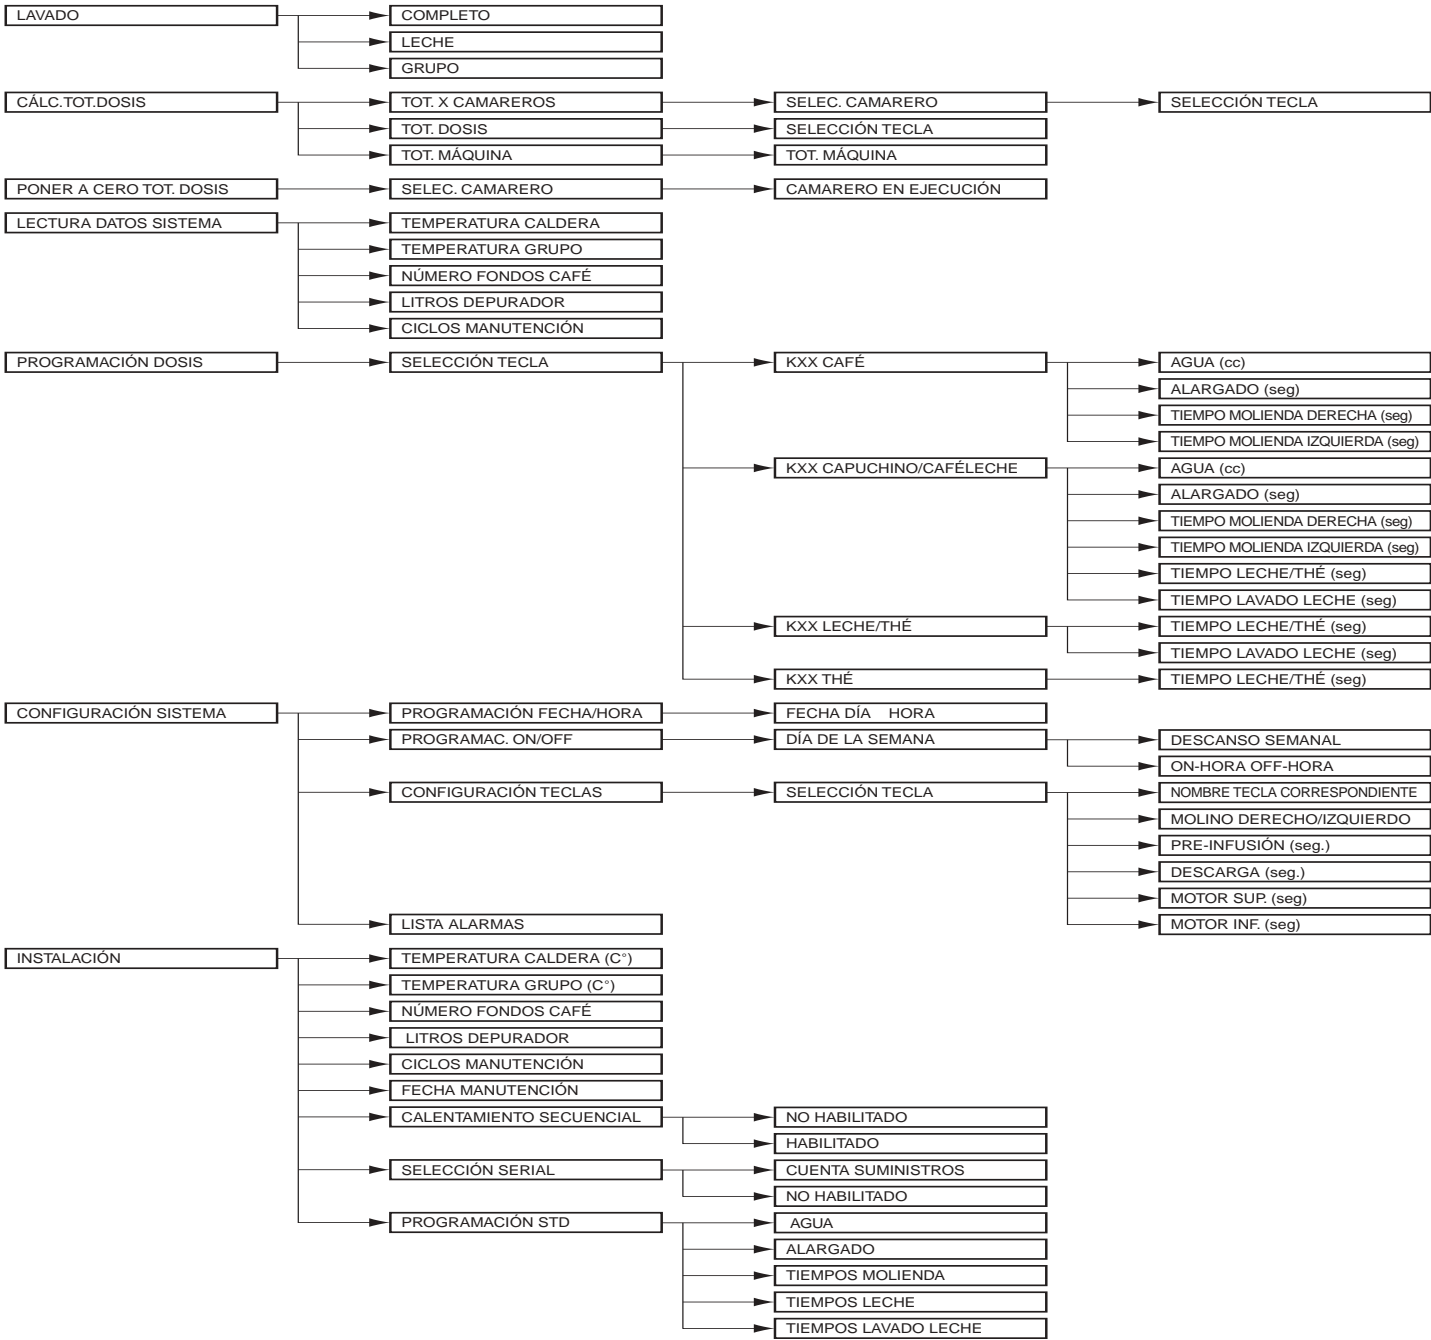 LAVADO COMPLETO
LECHE
GRUPO
CÁLC.TOT.DOSIS TOT. X CAMAREROS SELEC. CAMARERO SELECCIÓN TECLA
TOT. DOSIS SELECCIÓN TECLA
TOT. MÁQUINA TOT. MÁQUINA
PONER A CERO TOT. DOSIS SELEC. CAMARERO CAMARERO EN EJECUCIÓN
LECTURA DATOS SISTEMA TEMPERATURA CALDERA
TEMPERATURA GRUPO
NÚMERO FONDOS CAFÉ
LITROS DEPURADOR
CICLOS MANUTENCIÓN
PROGRAMACIÓN DOSIS SELECCIÓN TECLA KXX CAFÉ AGUA (cc)
ALARGADO (seg)
TIEMPO MOLIENDA DERECHA (seg)
TIEMPO MOLIENDA IZQUIERDA (seg)
KXX CAPUCHINO/CAFÉLECHE AGUA (cc)
ALARGADO (seg)
TIEMPO MOLIENDA DERECHA (seg)
TIEMPO MOLIENDA IZQUIERDA (seg)
TIEMPO LECHE/THÉ (seg)
TIEMPO LAVADO LECHE (seg)
KXX LECHE/THÉ TIEMPO LECHE/THÉ (seg)
TIEMPO LAVADO LECHE (seg)
KXX THÉ TIEMPO LECHE/THÉ (seg)
CONFIGURACIÓN SISTEMA PROGRAMACIÓN FECHA/HORA FECHA DÍA HORA
PROGRAMAC. ON/OFF DÍA DE LA SEMANA DESCANSO SEMANAL
ON-HORA OFF-HORA
CONFIGURACIÓN TECLAS SELECCIÓN TECLA NOMBRE TECLA CORRESPONDIENTE
MOLINO DERECHO/IZQUIERDO
PRE-INFUSIÓN (seg.)
DESCARGA (seg.)
MOTOR SUP. (seg)
LISTA ALARMAS MOTOR INF. (seg)
INSTALACIÓN TEMPERATURA CALDERA (C°)
TEMPERATURA GRUPO (C°)
NÚMERO FONDOS CAFÉ
LITROS DEPURADOR
CICLOS MANUTENCIÓN
FECHA MANUTENCIÓN
CALENTAMIENTO SECUENCIAL NO HABILITADO
HABILITADO
SELECCIÓN SERIAL CUENTA SUMINISTROS
NO HABILITADO
PROGRAMACIÓN STD AGUA
ALARGADO
TIEMPOS MOLIENDA
TIEMPOS LECHE
TIEMPOS LAVADO LECHE